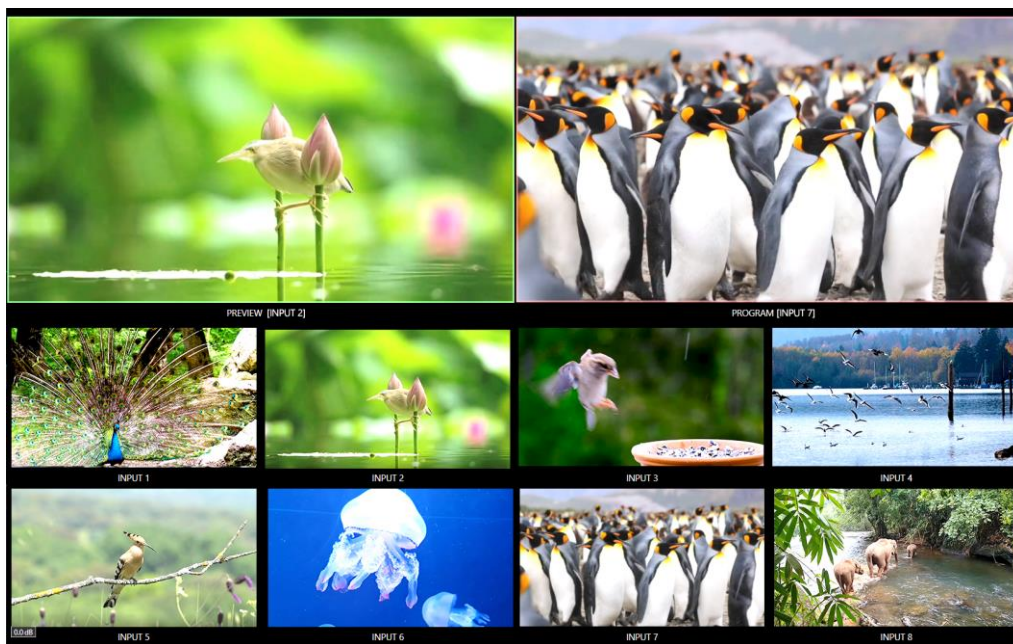 PREVIEW [INPUT 2]
PROGRAM [INPUT 7]
INPUT 1
INPUT 2
INPUT 3
INPUT 4
INPUT 5
INPUT 6
INPUT 7
INPUT 8
0.0 dB